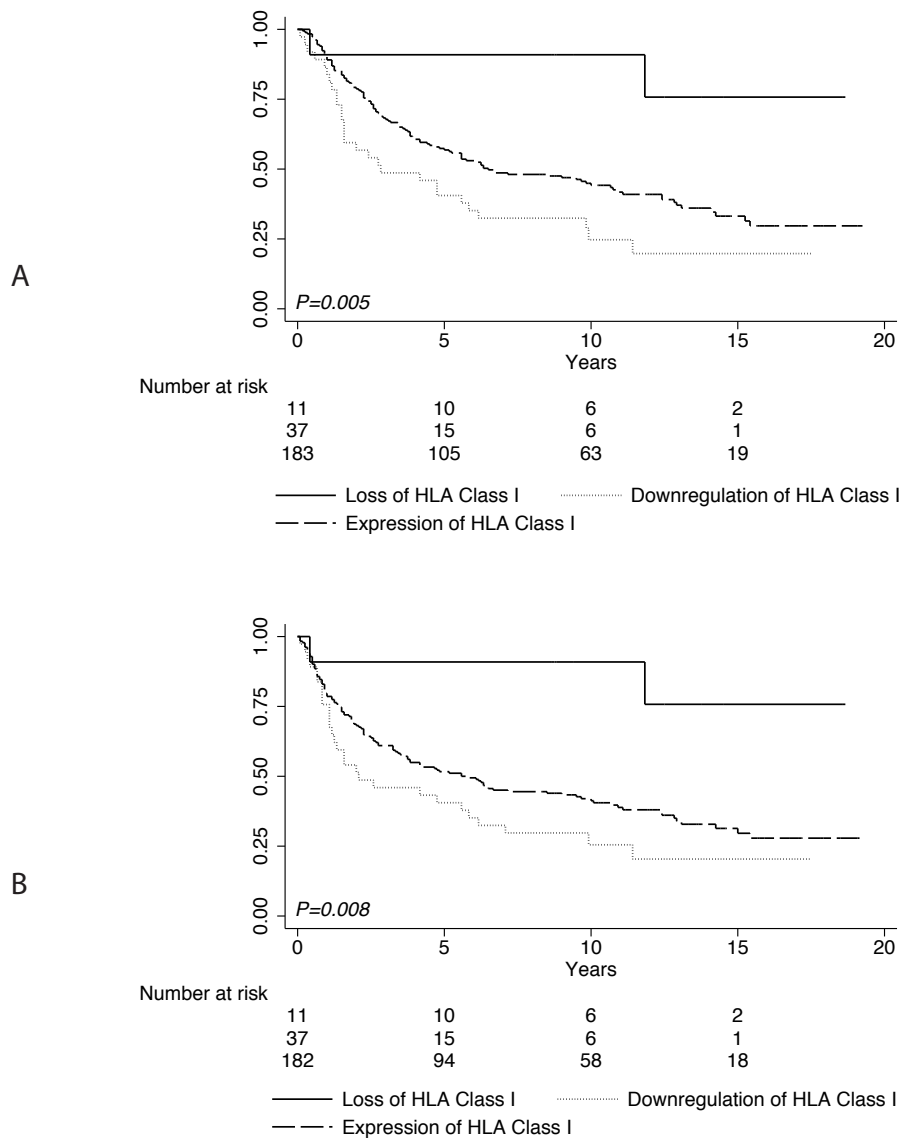 A
1.00
0.75
0.50
0.25
0.00
P=0.005
0 5 10 15 20
Years
Number at risk
11 10 6 2
37 15 6 1
183 105 63 19
Loss of HLA Class I Downregulation of HLA Class I
Expression of HLA Class I
B
1.00
0.75
0.50
0.25
0.00
P=0.008
0 5 10 15 20
Years
Number at risk
11 10 6 2
37 15 6 1
182 94 58 18
Loss of HLA Class I Downregulation of HLA Class I
Expression of HLA Class I